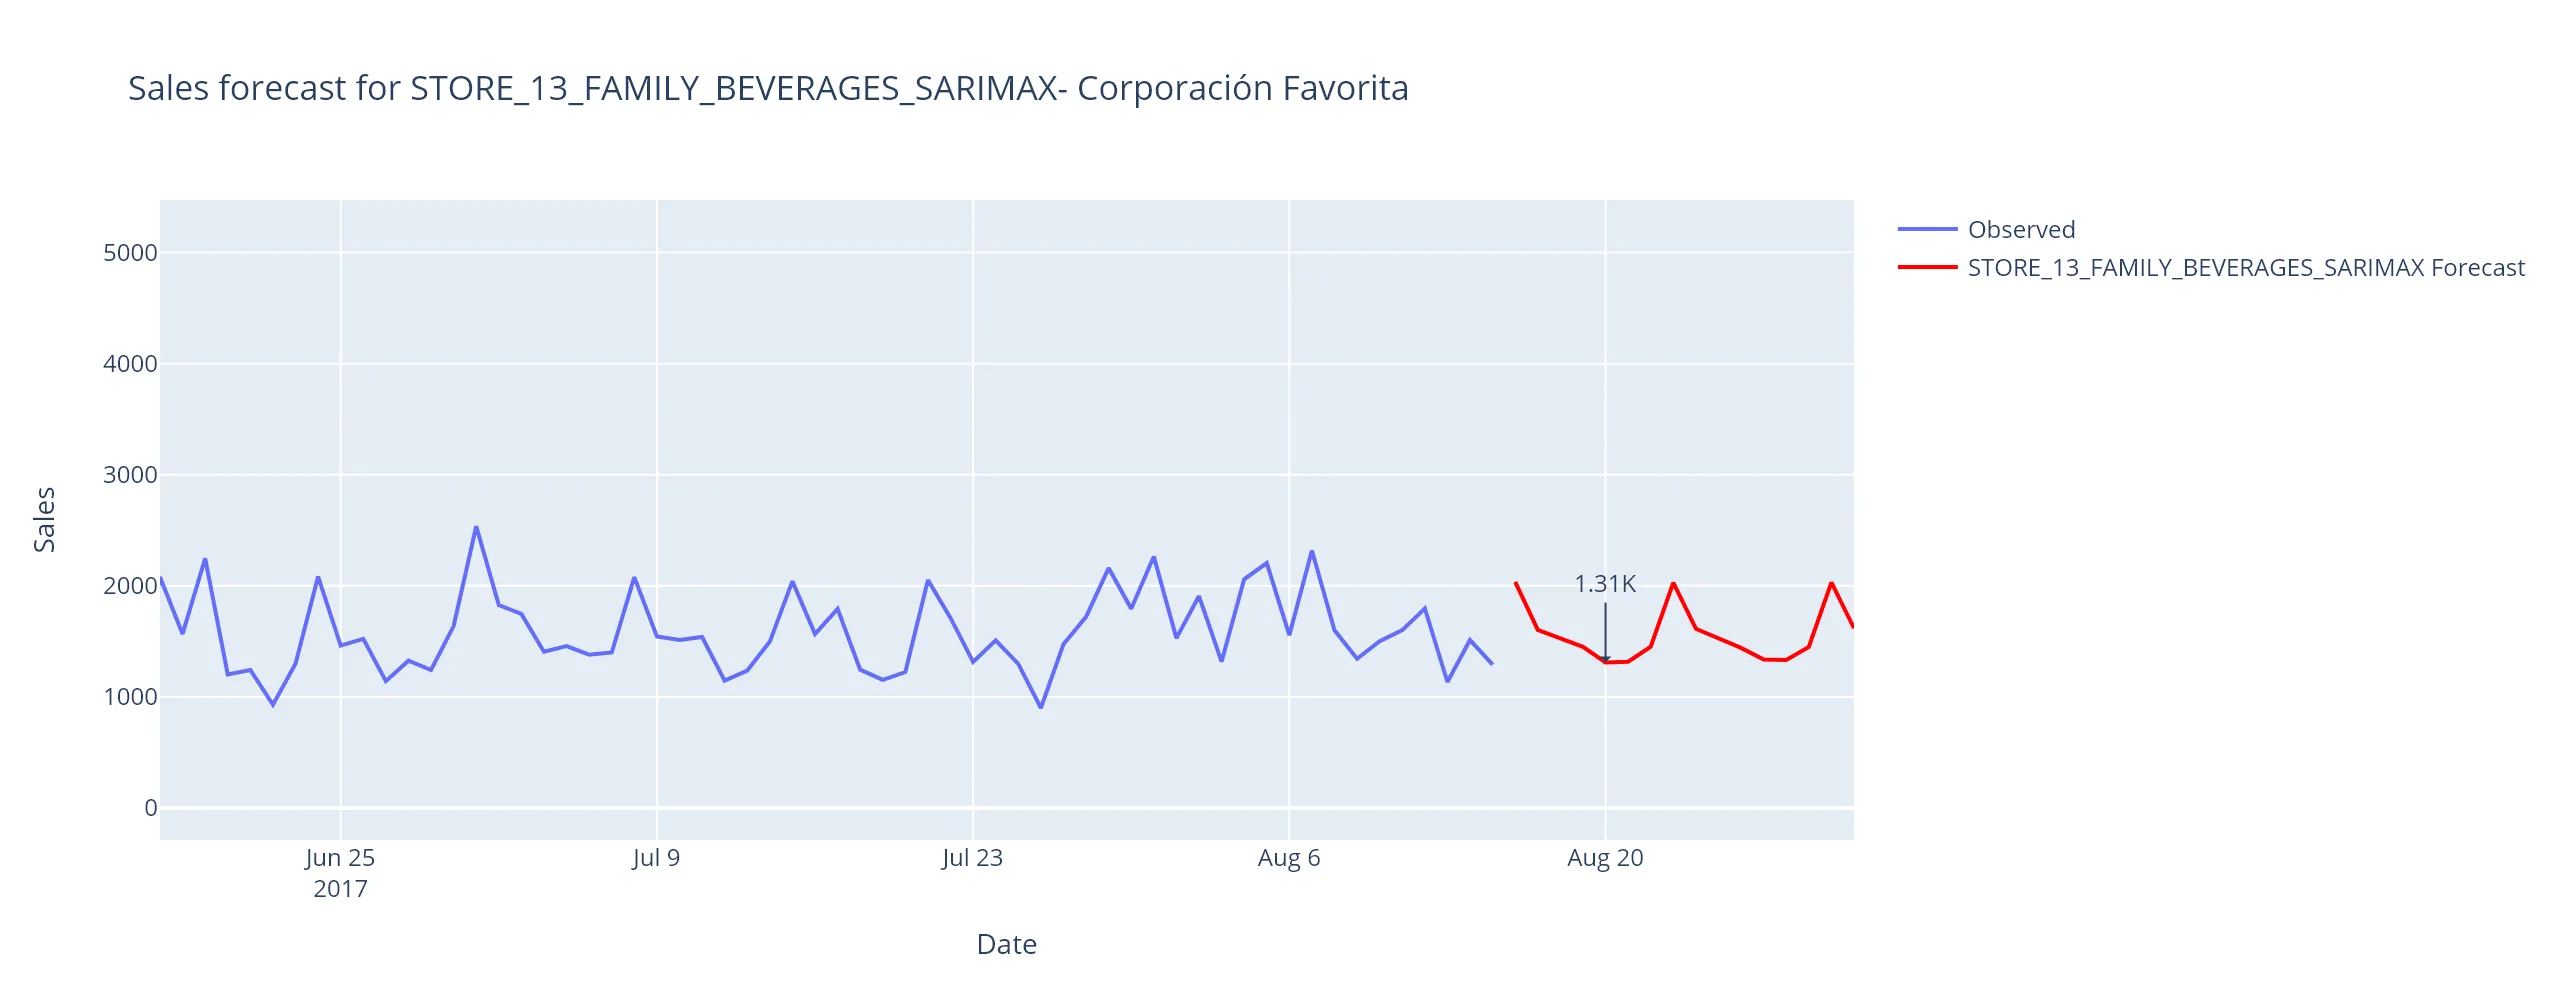 Sales forecast for STORE_13_FAMILY_BEVERAGES_SARIMAX- Corporación Favorita
Observed
STORE_13_FAMILY_BEVERAGES_SARIMAX Forecast
5000
4000
3000
2000
1000
0
Sales
1.31K
Jun 25
2017
Jul 9
Jul 23
Aug 6
Aug 20
Date